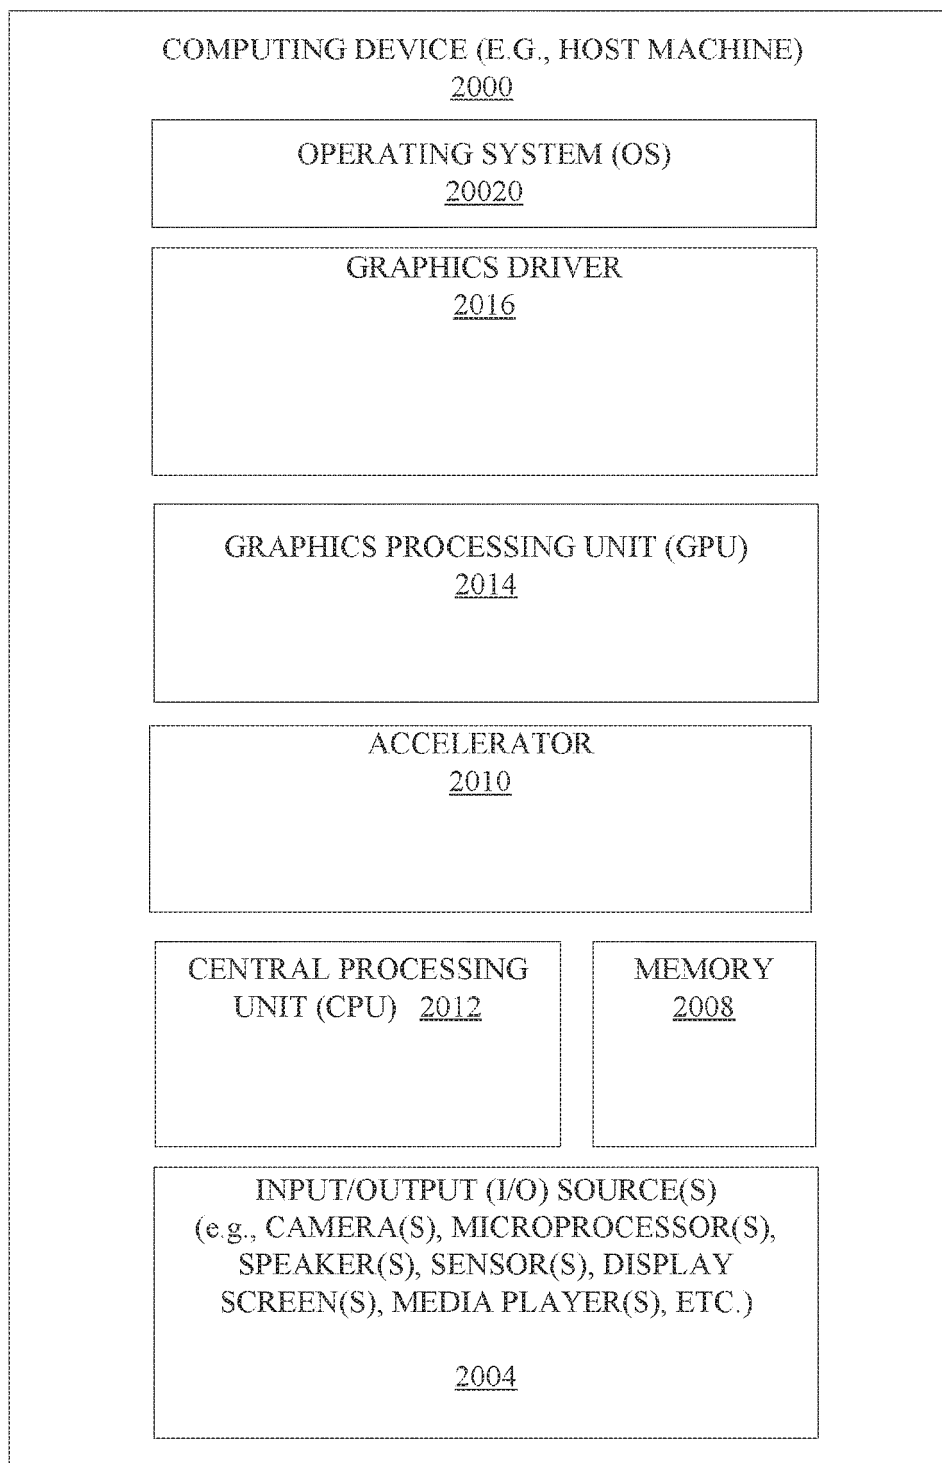 COMPUTING DEVICE (E.G., HOST MACHINE)
2000
OPERATING SYSTEM (OS)
20020
GRAPHICS DRIVER
2016
GRAPHICS PROCESSING UNIT (GPU)
2014
ACCELERATOR
2010
CENTRAL PROCESSING
UNIT (CPU) 2012
MEMORY
2008
INPUT/OUTPUT (I/O) SOURCE(S)
(e.g., CAMERA(S), MICROPROCESSOR(S),
SPEAKER(S), SENSOR(S), DISPLAY
SCREEN(S), MEDIA PLAYER(S), ETC.)
2004